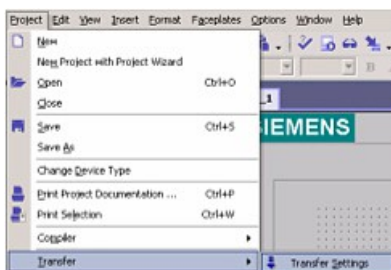 Project Edit View Insert Format Faceplates Options Window Help
New
New Project with Project Wizard
Open Ctrl+O
Close
_1
Save Ctrl+S
SIEMENS
Save As
Change Device Type
Print Project Documentation ... Ctrl+P
Print Selection Ctrl+W
Compiler
Transfer
Transfer Settings